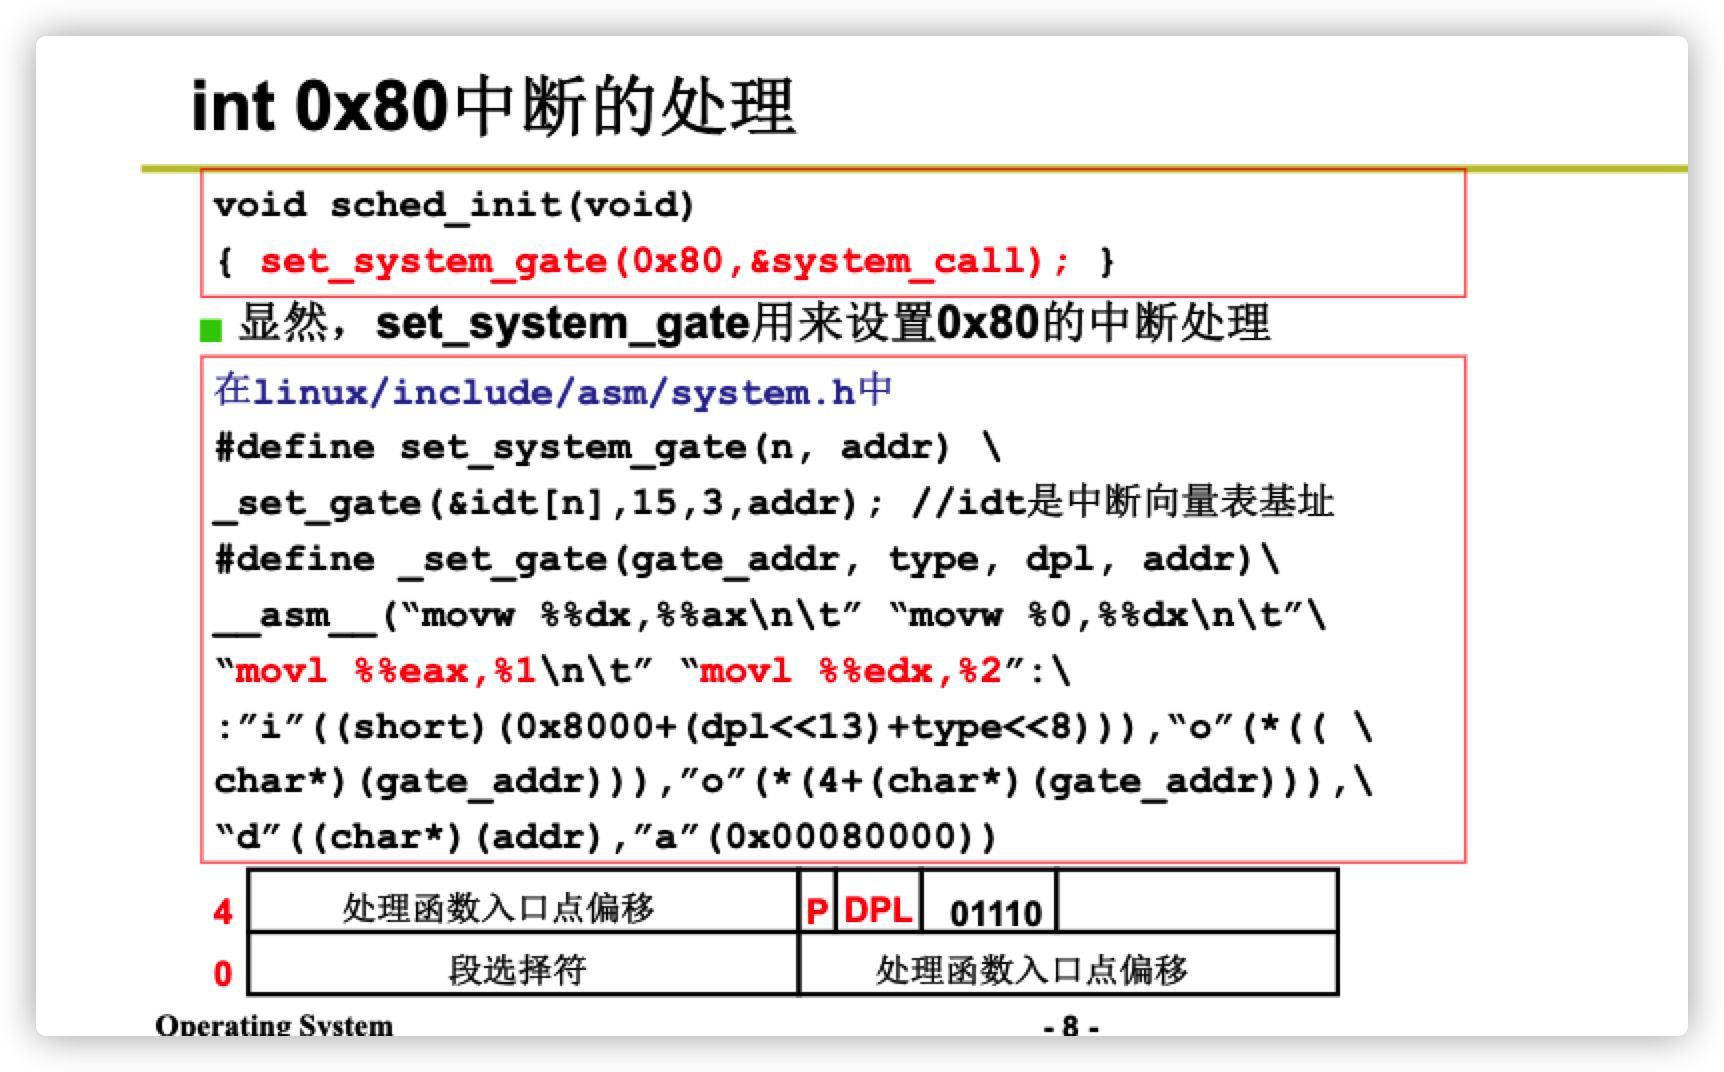 int 0x80中断的处理
void sched_init(void)
{ set_system_gate(0x80,&system_call); }
显然，set_system_gate用来设置0x80的中断处理
在linux/include/asm/system.h中
#define set_system_gate(n, addr) \
_set_gate(&idt[n],15,3,addr); //idt是中断向量表基址
#define _set_gate(gate_addr, type, dpl, addr)\
__asm__(“movw %%dx,%%ax\n\t” “movw %0,%%dx\n\t”\
“movl %%eax,%1\n\t” “movl %%edx,%2”:\
:”i”((short)(0x8000+(dpl<<13)+type<<8))),“o”(*(( \
char*)(gate_addr))),”o”(*(4+(char*)(gate_addr))),\
“d”((char*)(addr),”a”(0x00080000))
4 处理函数入口点偏移 P DPL 01110
0 段选择符 处理函数入口点偏移
Operating System - 8 -